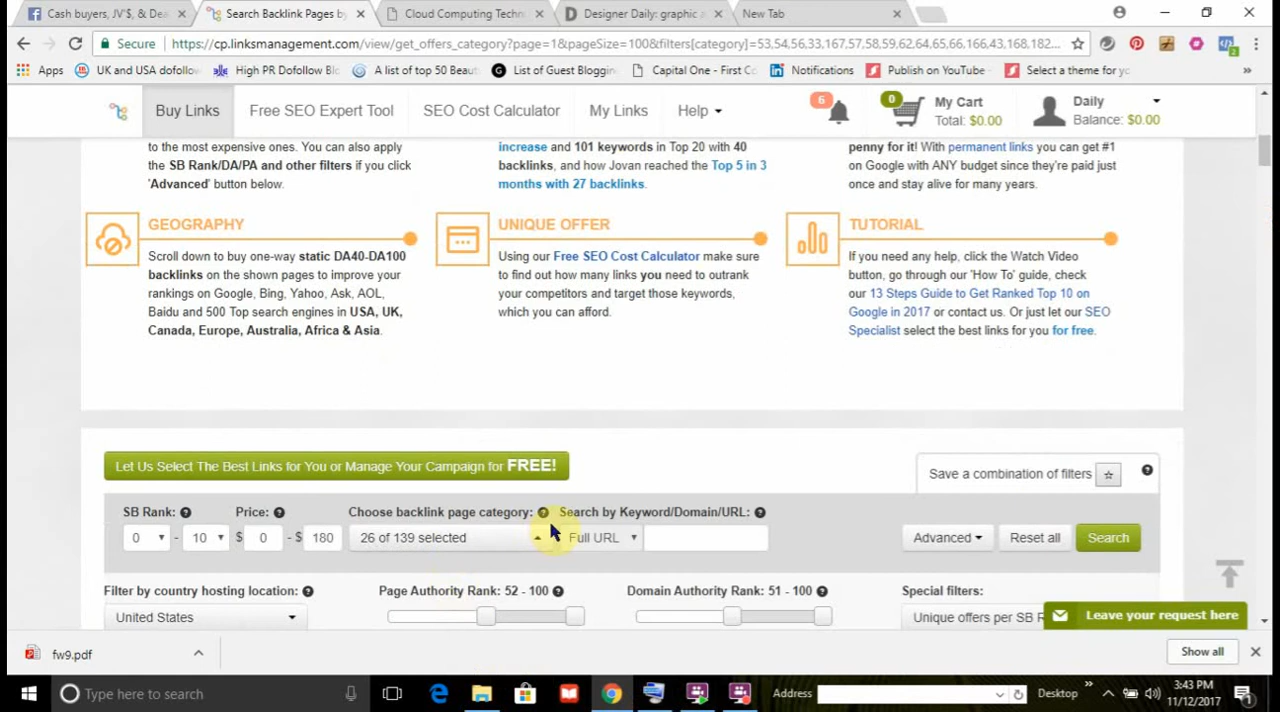 Cash buyers, JV'$, & Dea
Search Backlink Pages by
Cloud Computing Techn
Designer Daily: graphic a
New Tab
Secure
https://cp.linksmanagement.com/view/get_offers_category?page=1&pageSize=100&filters[category]=53,54,56,33,167,57,58,59,62,64,65,66,166,43,168,182...
Apps
UK and USA dofollow
High PR Dofollow Bl
A list of top 50 Beau
List of Guest Bloggin
Capital One - First Co
Notifications
Publish on YouTube -
Select a theme for yo
»
Buy Links
Free SEO Expert Tool
SEO Cost Calculator
My Links
Help
6
0
My Cart
Total: $0.00
Daily
Balance: $0.00
to the most expensive ones. You can also apply
the SB Rank/DA/PA and other filters if you click
'Advanced' button below.
increase and 101 keywords in Top 20 with 40
backlinks, and how Jovan reached the Top 5 in 3
months with 27 backlinks.
penny for it! With permanent links you can get #1
on Google with ANY budget since they're paid just
once and stay alive for many years.
GEOGRAPHY
Scroll down to buy one-way static DA40-DA100
backlinks on the shown pages to improve your
rankings on Google, Bing, Yahoo, Ask, AOL,
Baidu and 500 Top search engines in USA, UK,
Canada, Europe, Australia, Africa & Asia.
UNIQUE OFFER
Using our Free SEO Cost Calculator make sure
to find out how many links you need to outrank
your competitors and target those keywords,
which you can afford.
TUTORIAL
If you need any help, click the Watch Video
button, go through our 'How To' guide, check
our 13 Steps Guide to Get Ranked Top 10 on
Google in 2017 or contact us. Or just let our SEO
Specialist select the best links for you for free.
Let Us Select The Best Links for You or Manage Your Campaign for FREE!
Save a combination of filters
SB Rank:
Price:
Choose backlink page category:
Search by Keyword/Domain/URL:
0 - 10
$ 0 - $ 180
26 of 139 selected
Full URL
Advanced
Reset all
Search
Filter by country hosting location:
Page Authority Rank: 52 - 100
Domain Authority Rank: 51 - 100
Special filters:
United States
Unique offers per SB R
Leave your request here
fw9.pdf
Show all
Type here to search
Address
Desktop
»
3:43 PM
11/12/2017
1